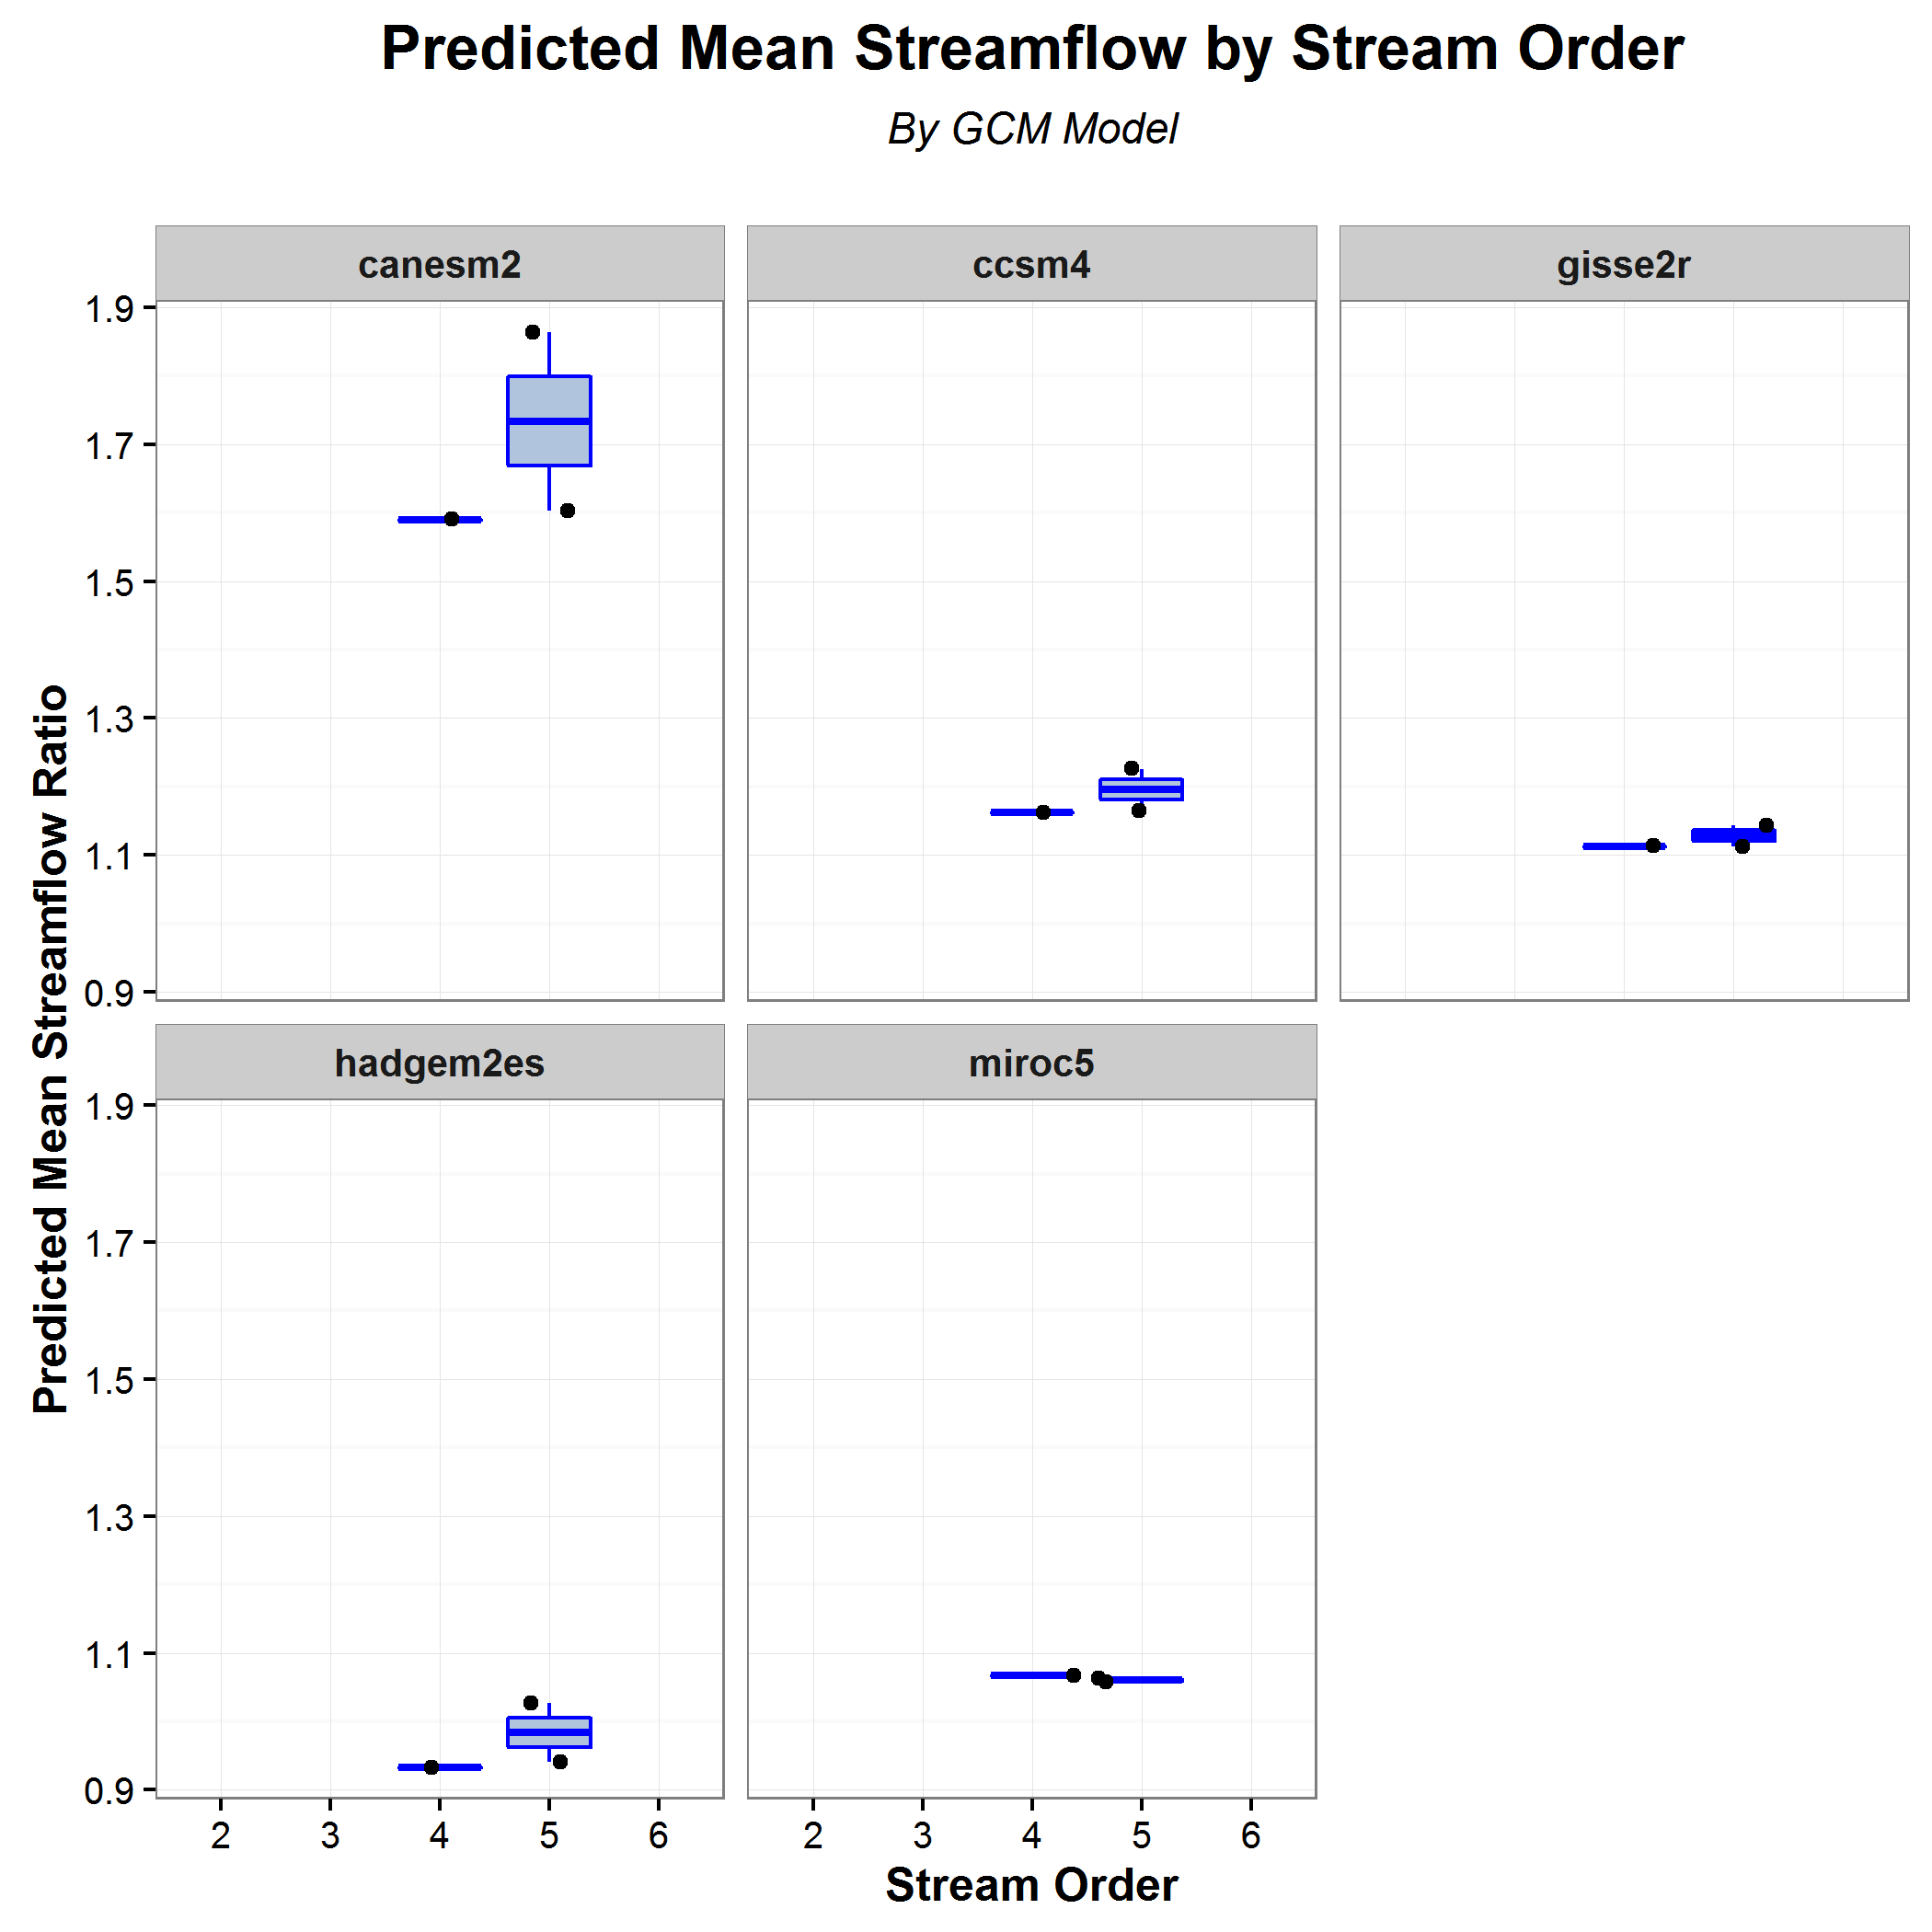 Predicted Mean Streamflow by Stream Order
By GCM Model
canesm2
ccsm4
gisse2r
1.9
1.7
1.5
1.3
1.1
0.9
Predicted Mean Streamflow Ratio
hadgem2es
miroc5
1.9
1.7
1.5
1.3
1.1
0.9
2 3 4 5 6
2 3 4 5 6
Stream Order